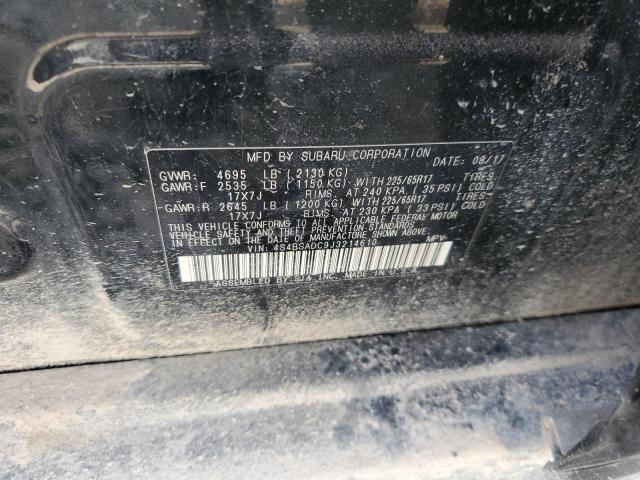 MFD BY SUBARU CORPORATION DATE: 08/17
GVWR: 4695 LB (2130 KG)
GAWR:F 2535 LB (1150 KG) WITH 225/65R17 TIRES.
17X7J RIMS. AT 240 KPA. (35 PSI) COLD
GAWR:R 2645 LB (1200 KG) WITH 225/65R17 TIRES.
17X7J RIMS. AT 230 KPA (33 PSI) COLD
THIS VEHICLE CONFORMS TO ALL APPLICABLE FEDERAL MOTOR
VEHICLE SAFETY AND BUMPER STANDARDS IN EFFECT ON THE
DATE OF MANUFACTURE SHOWN ABOVE.
VIN: 4S4BSADC9J3214610 MPV
ASSEMBLED BY SIA, INC. MADE IN U.S.A.